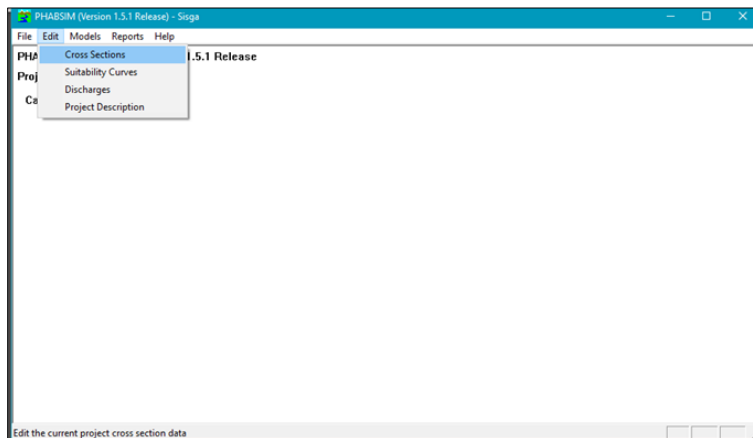 PHABSIM (Version 1.5.1 Release) - Sisga
File Edit Models Reports Help
PHA 1.5.1 Release
Proj
Ca
Cross Sections
Suitability Curves
Discharges
Project Description
Edit the current project cross section data